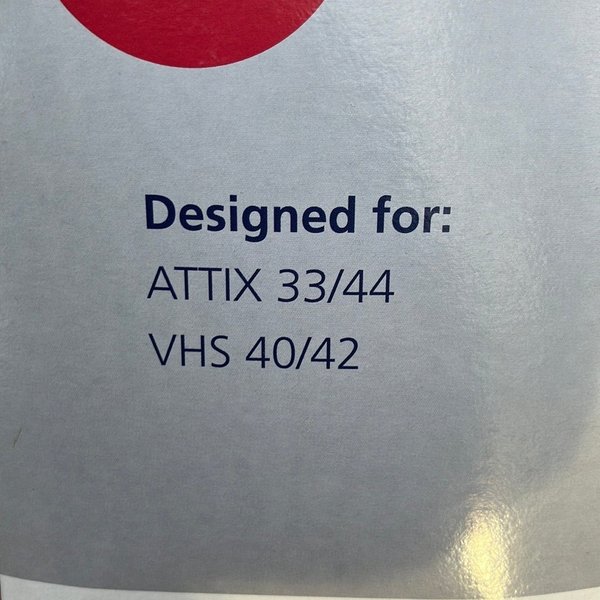 Designed for:
ATTIX 33/44
VHS 40/42